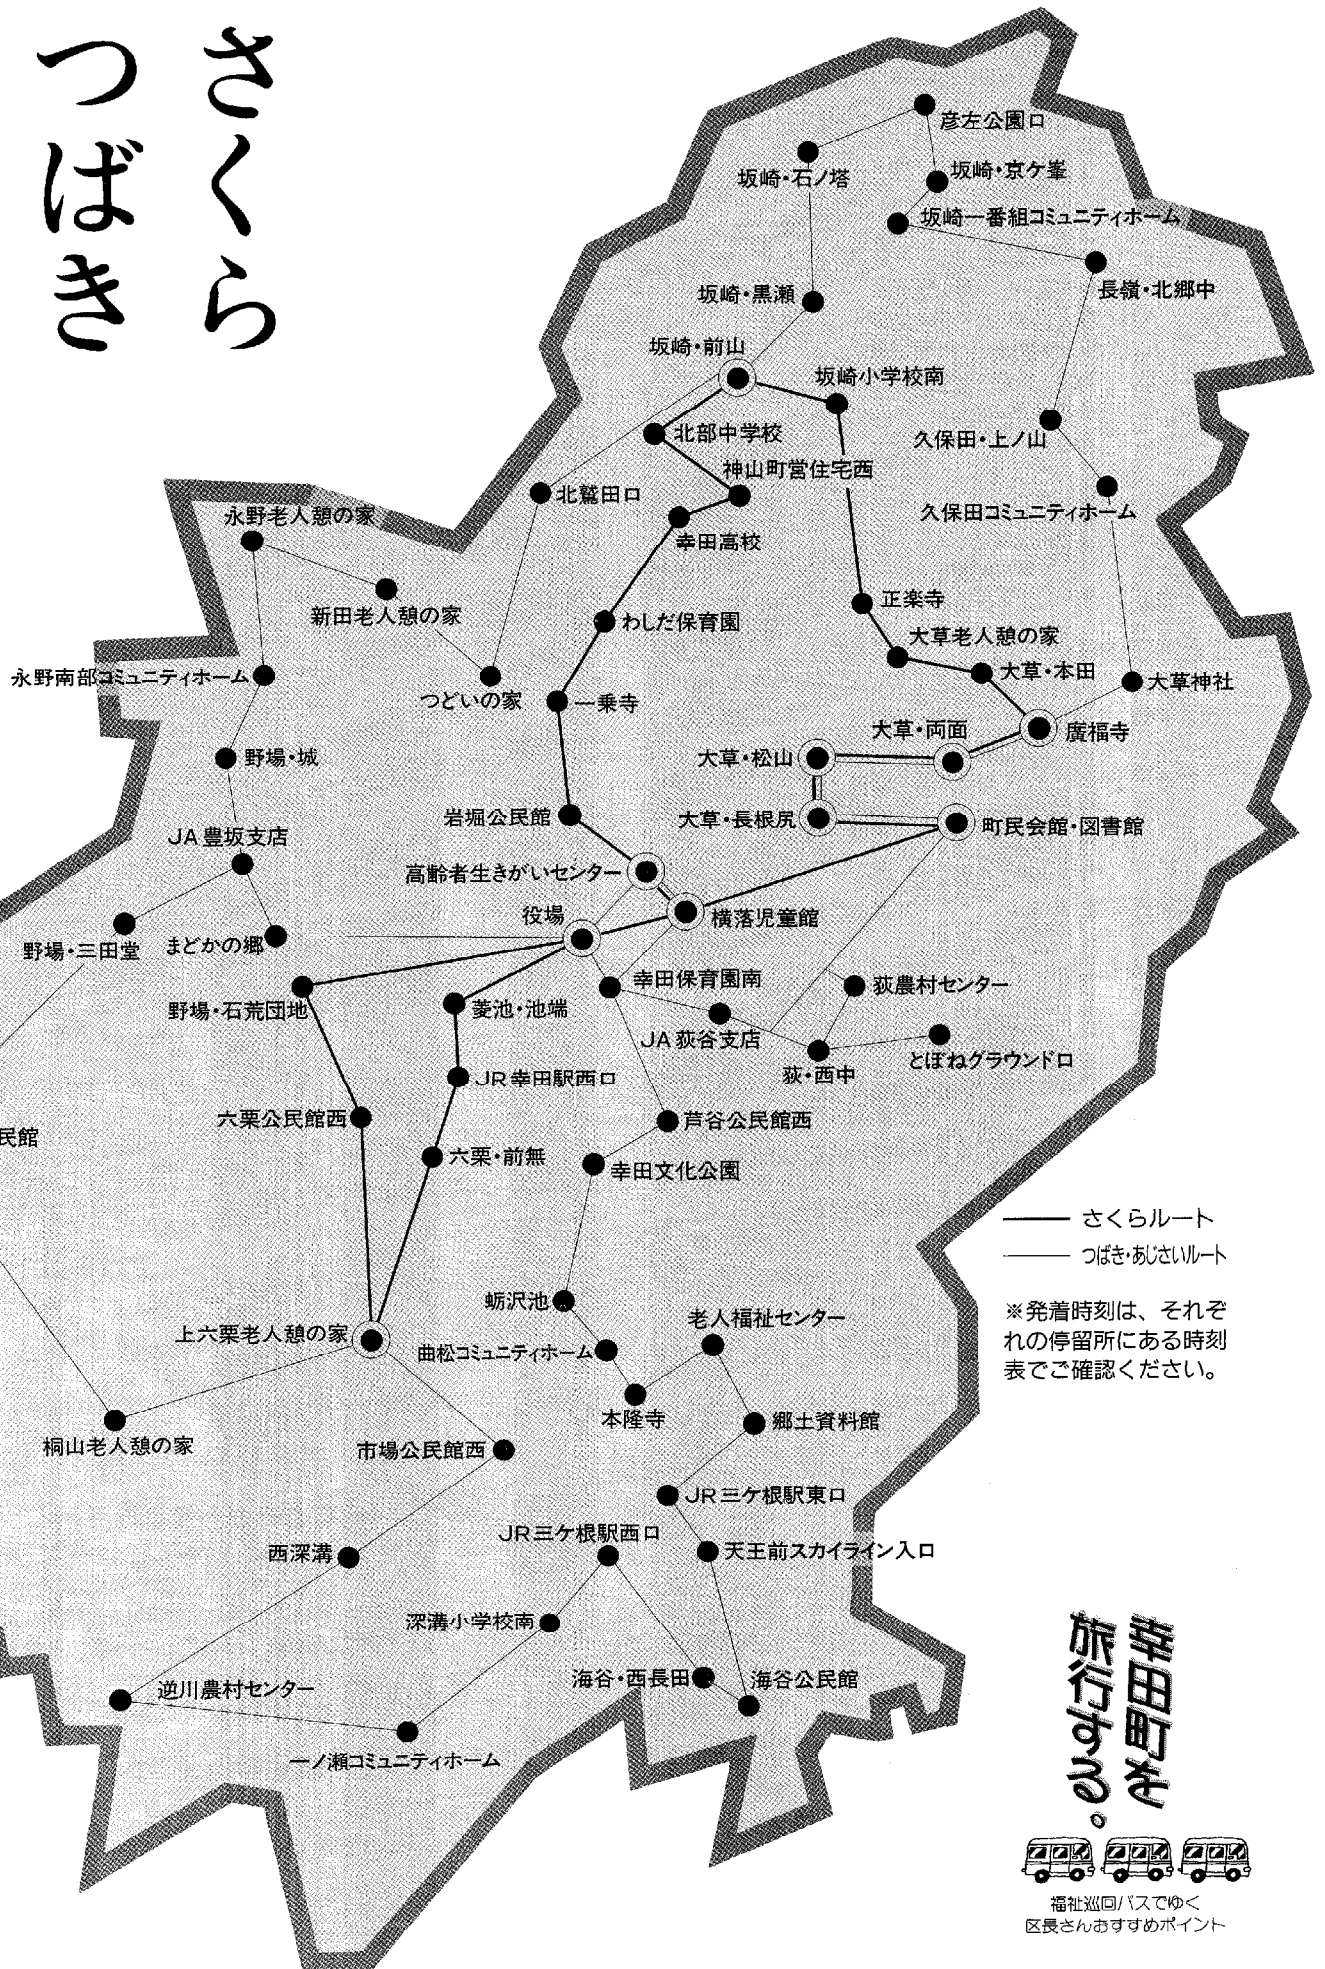 さくら
つばき
彦左公園口
坂崎・石ノ塔
坂崎・京ケ峯
坂崎一番組コミュニティホーム
長嶺・北郷中
坂崎・黒瀬
坂崎・前山
坂崎小学校南
久保田・上ノ山
北部中学校
神山町営住宅西
北鷲田口
久保田コミュニティホーム
永野老人憩の家
幸田高校
新田老人憩の家
正楽寺
わしだ保育園
大草老人憩の家
永野南部コミュニティホーム
つどいの家
一乗寺
大草・本田
大草神社
大草・両面
廣福寺
野場・城
大草・松山
岩堀公民館
大草・長根尻
町民会館・図書館
JA豊坂支店
高齢者生きがいセンター
役場
横落児童館
野場・三田堂
まどかの郷
幸田保育園南
荻農村センター
野場・石荒団地
菱池・池端
JA荻谷支店
荻・西中
とぼねグラウンド口
JR幸田駅西口
六栗公民館西
芦谷公民館西
民館
六栗・前無
幸田文化公園
さくらルート
つばき・あじさいルート
※発着時刻は、それぞ
れの停留所にある時刻
表でご確認ください。
蛎沢池
老人福祉センター
上六栗老人憩の家
曲松コミュニティホーム
本隆寺
郷土資料館
桐山老人憩の家
市場公民館西
JR三ケ根駅東口
JR三ケ根駅西口
西深溝
天王前スカイライン入口
深溝小学校南
海谷・西長田
海谷公民館
逆川農村センター
一ノ瀬コミュニティホーム
幸田町を
旅行する。
福祉巡回バスでゆく
区長さんおすすめポイント